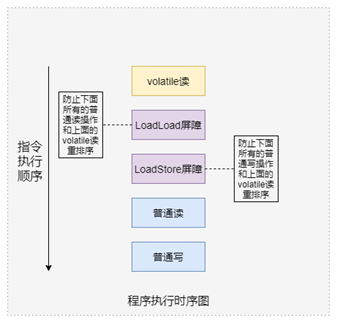 volatile读
防止下面
所有的普
通读操作
和上面的
volatile读
重排序
LoadLoad屏障
指令
执行
顺序
LoadStore屏障
防止下面
所有的普
通写操作
和上面的
volatile读
重排序
普通读
普通写
程序执行时序图